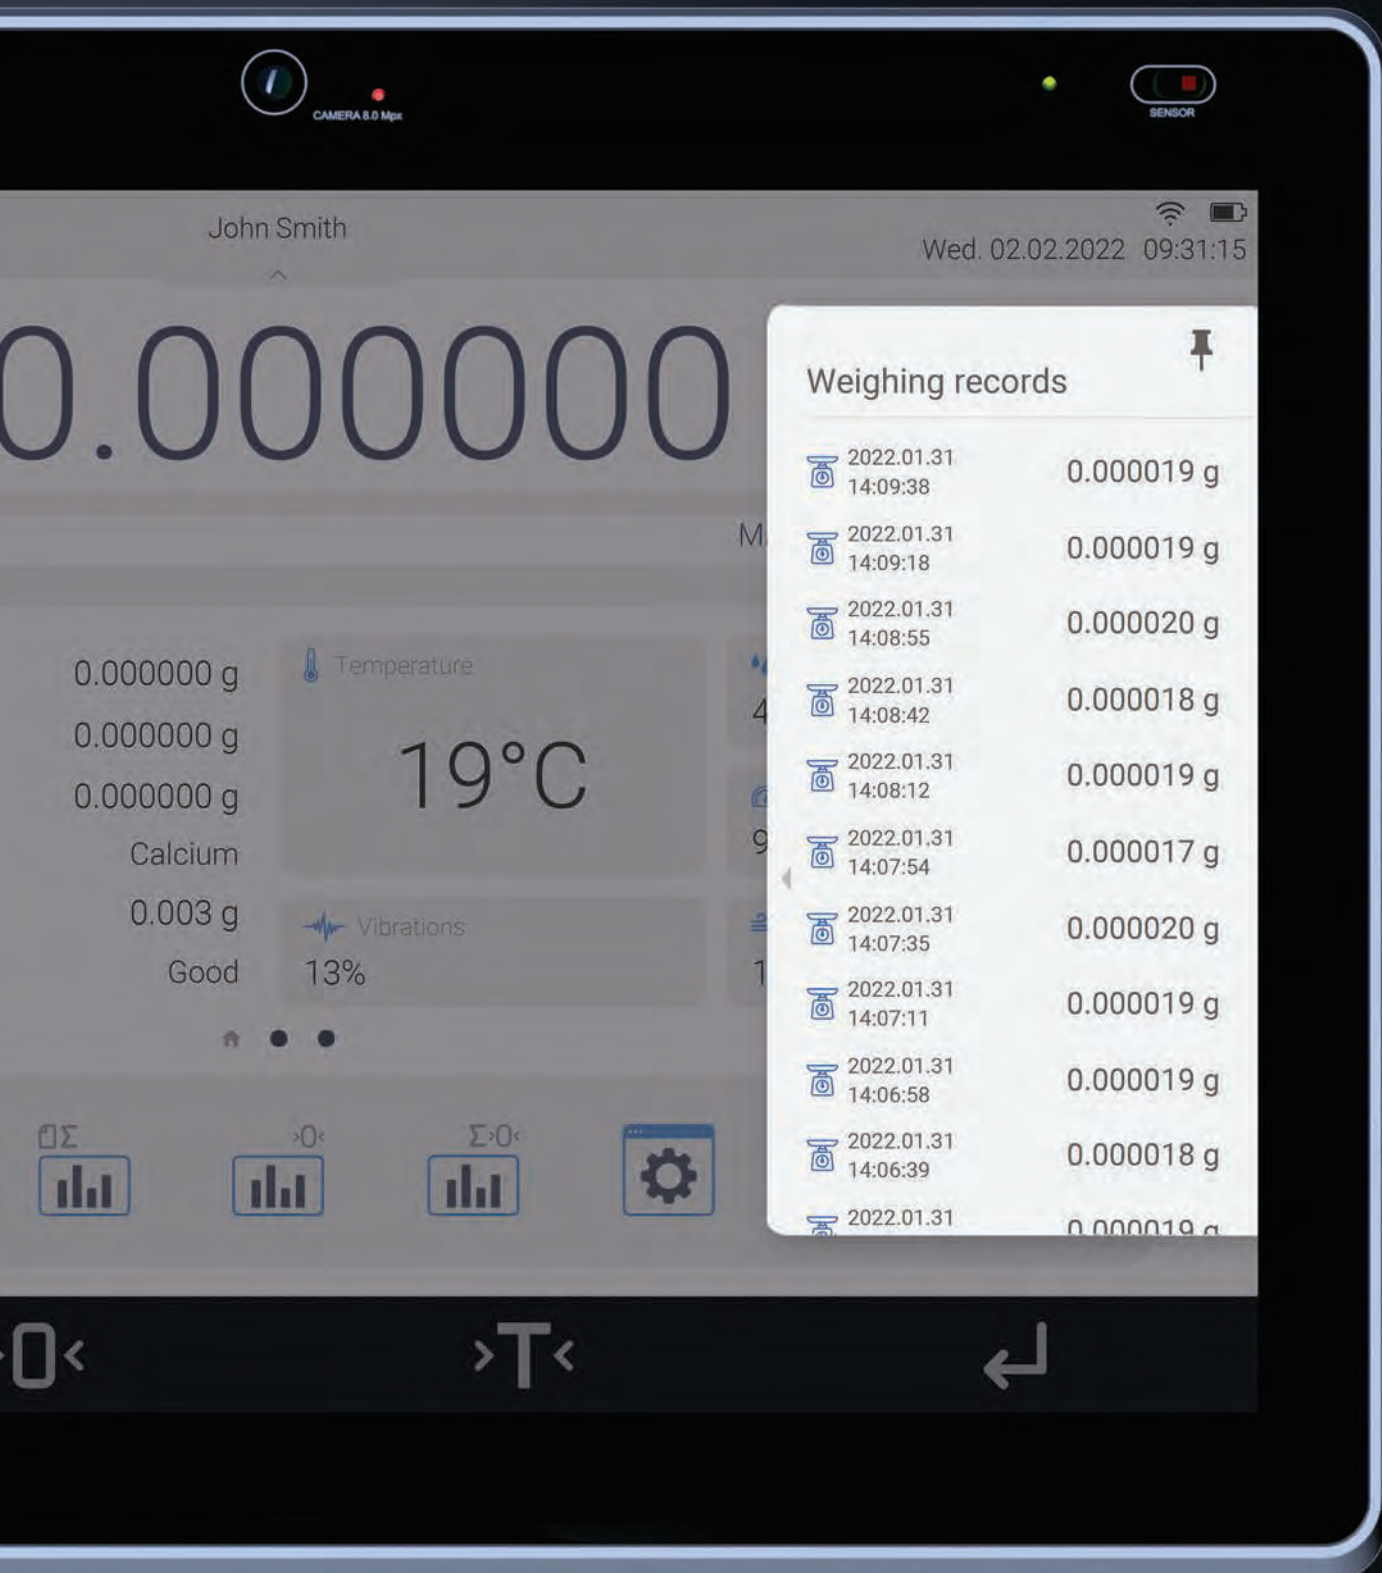 CAMERA 8.0 Mpx
SENSOR
John Smith
Wed. 02.02.2022 09:31:15
0.000000
Weighing records
2022.01.31
14:09:38
0.000019 g
2022.01.31
14:09:18
0.000019 g
2022.01.31
14:08:55
0.000020 g
2022.01.31
14:08:42
0.000018 g
2022.01.31
14:08:12
0.000019 g
2022.01.31
14:07:54
0.000017 g
2022.01.31
14:07:35
0.000020 g
2022.01.31
14:07:11
0.000019 g
2022.01.31
14:06:58
0.000019 g
2022.01.31
14:06:39
0.000018 g
2022.01.31
0.000019 g
0.000000 g
0.000000 g
0.000000 g
Calcium
0.003 g
Good
Temperature
19°C
Vibrations
13%
Σ
›0‹
Σ›0‹
0‹
›T‹